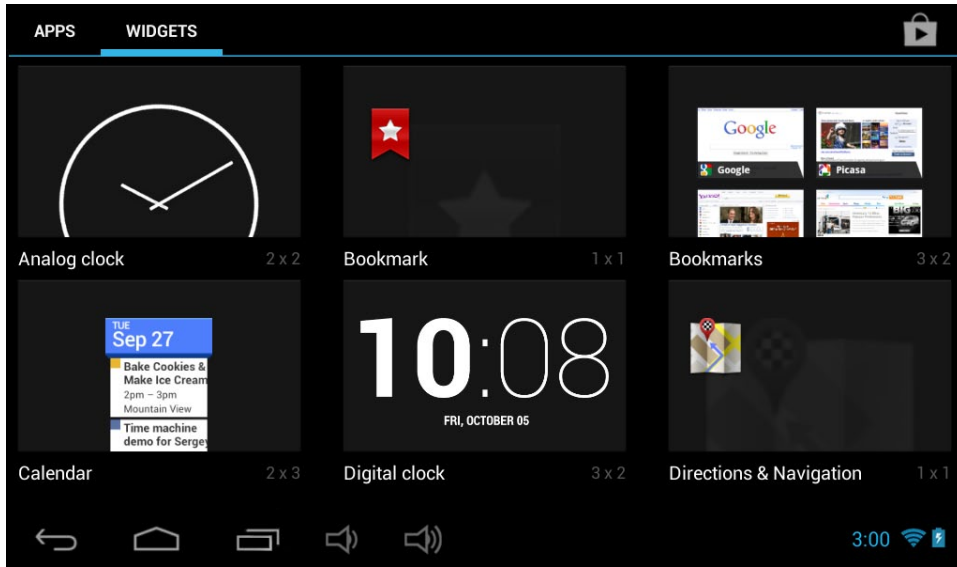 APPS WIDGETS
Google
Google
Picasa
YAHOO!
BIG
Analog clock 2 x 2
Bookmark 1 x 1
Bookmarks 3 x 2
TUE
Sep 27
Bake Cookies &
Make Ice Cream
2pm – 3pm
Mountain View
Time machine
demo for Sergey
10:08
FRI, OCTOBER 05
Calendar 2 x 3
Digital clock 3 x 2
Directions & Navigation 1 x 1
3:00